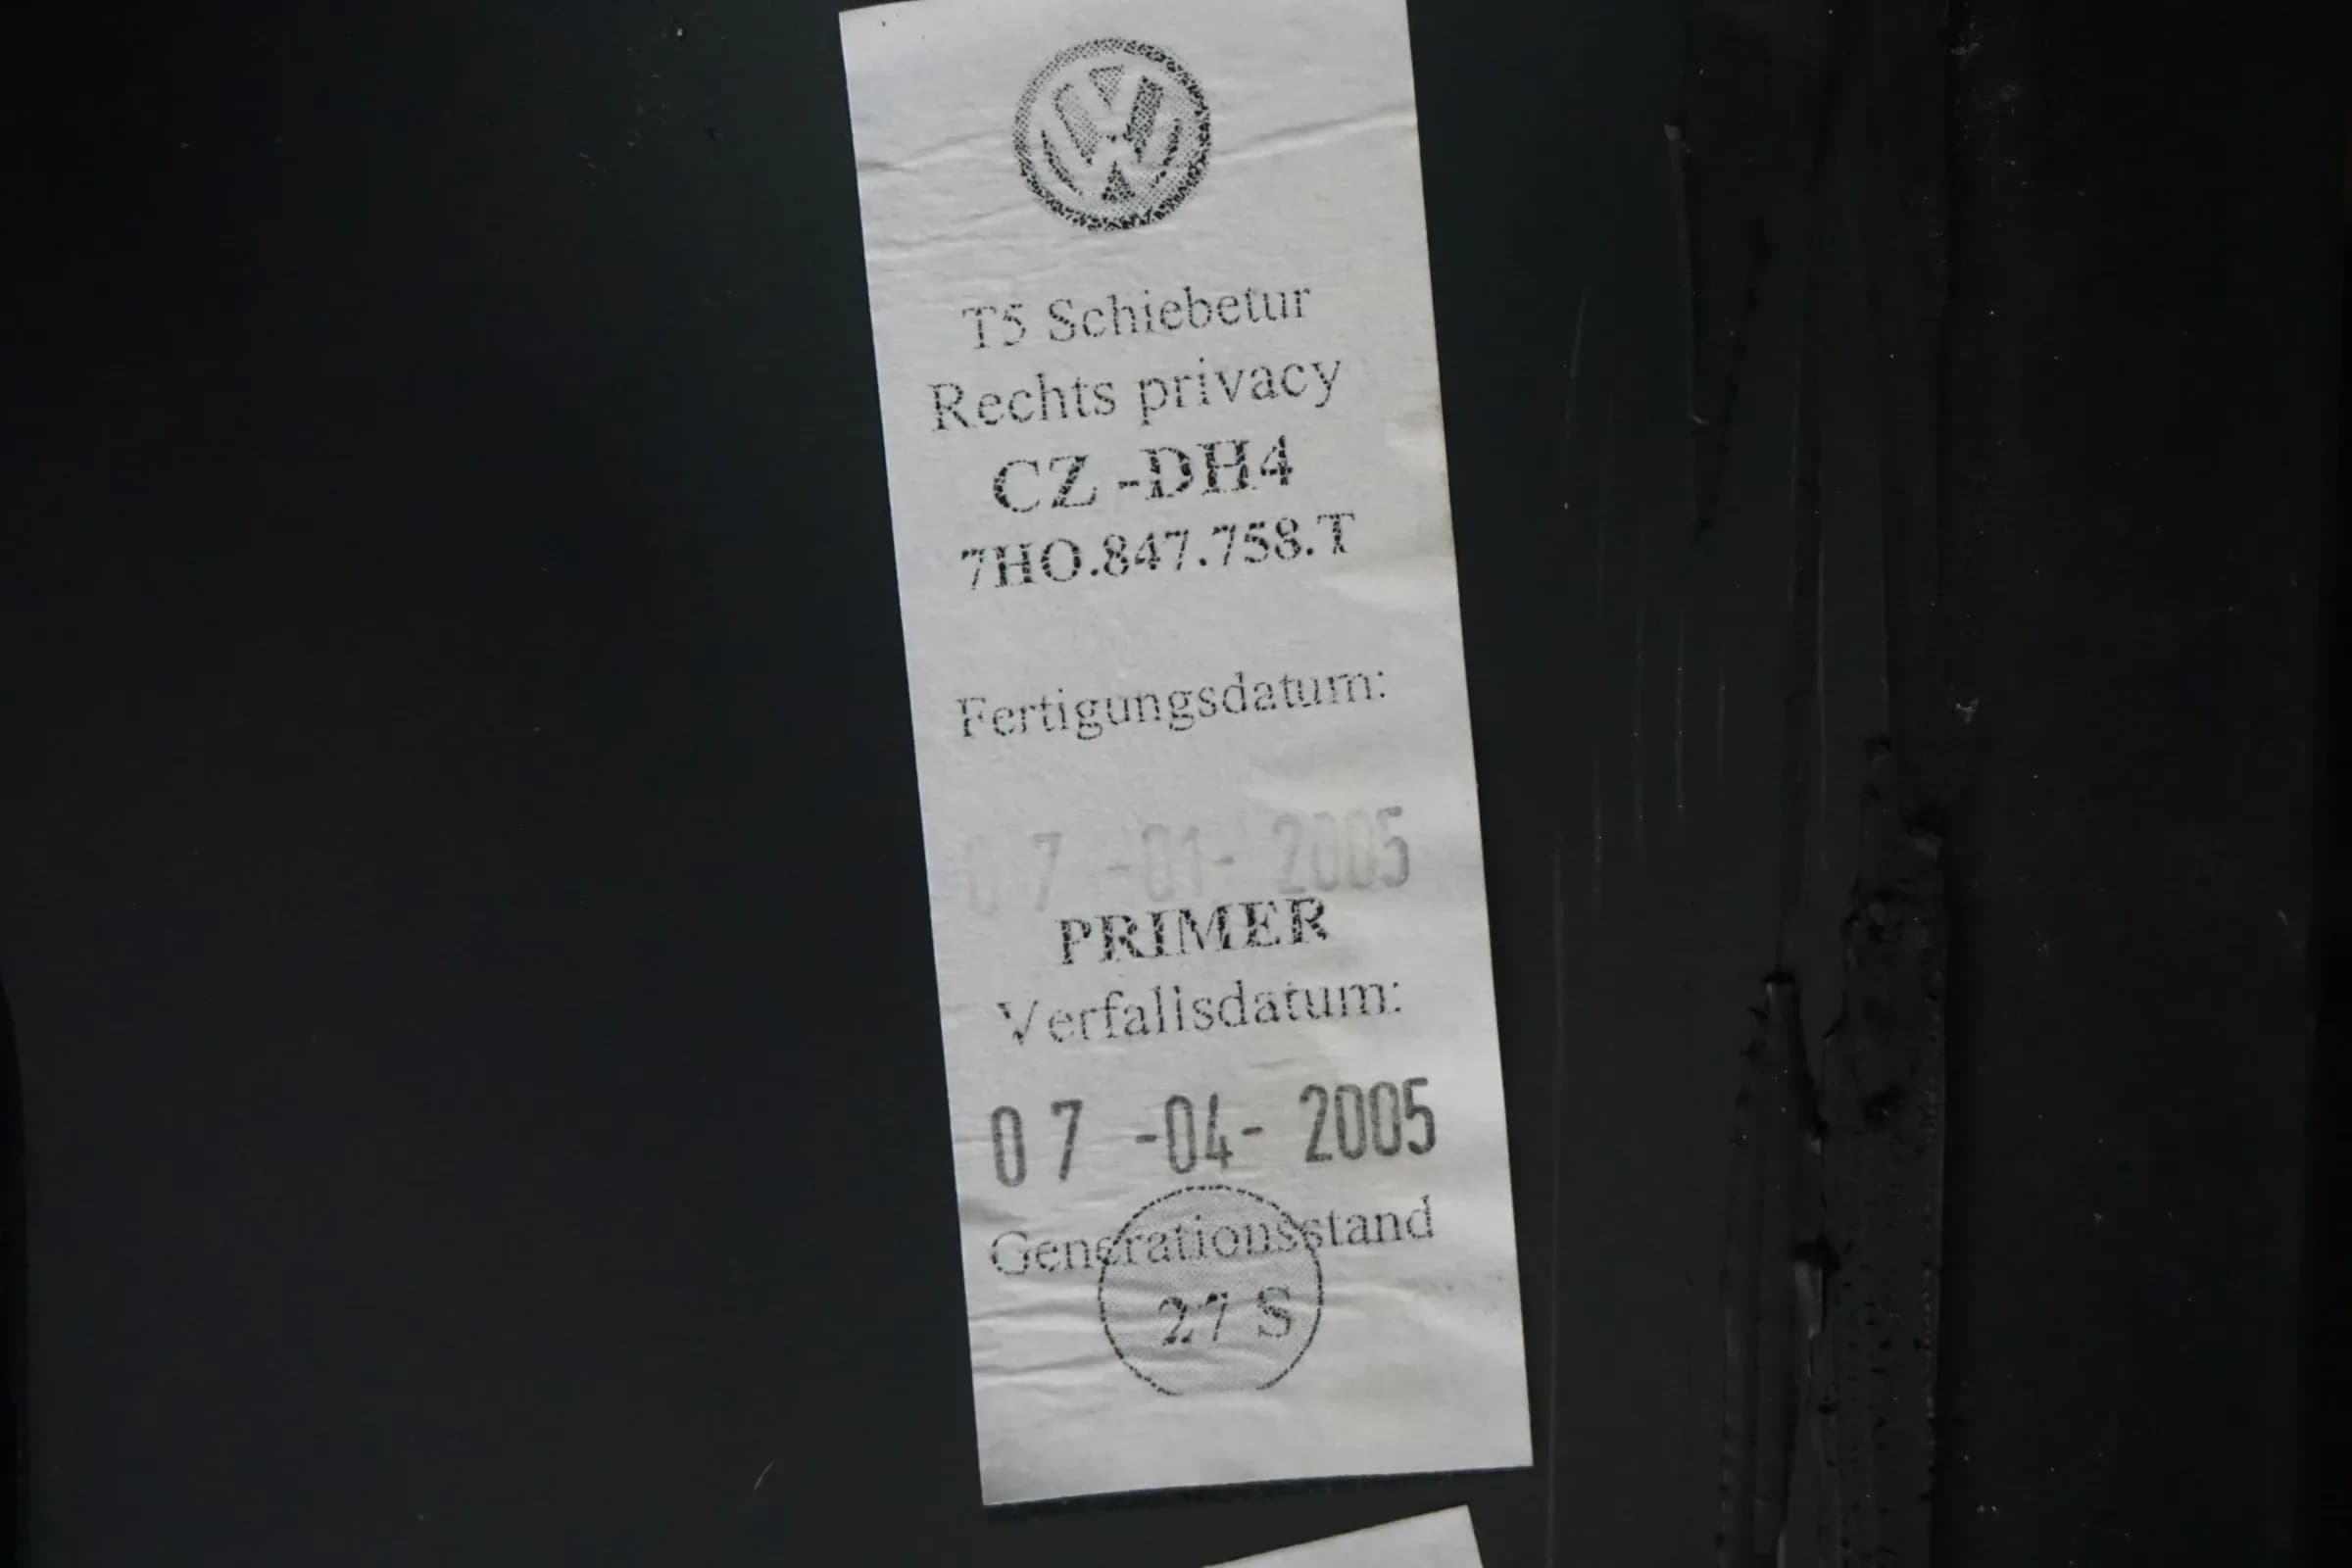 T5 Schiebetur
Rechts privacy
CZ -DH4
7HO.847.758.T
Fertigungsdatum:
07 -01- 2005
PRIMER
Verfallsdatum:
07 -04- 2005
Generationsstand
27 S